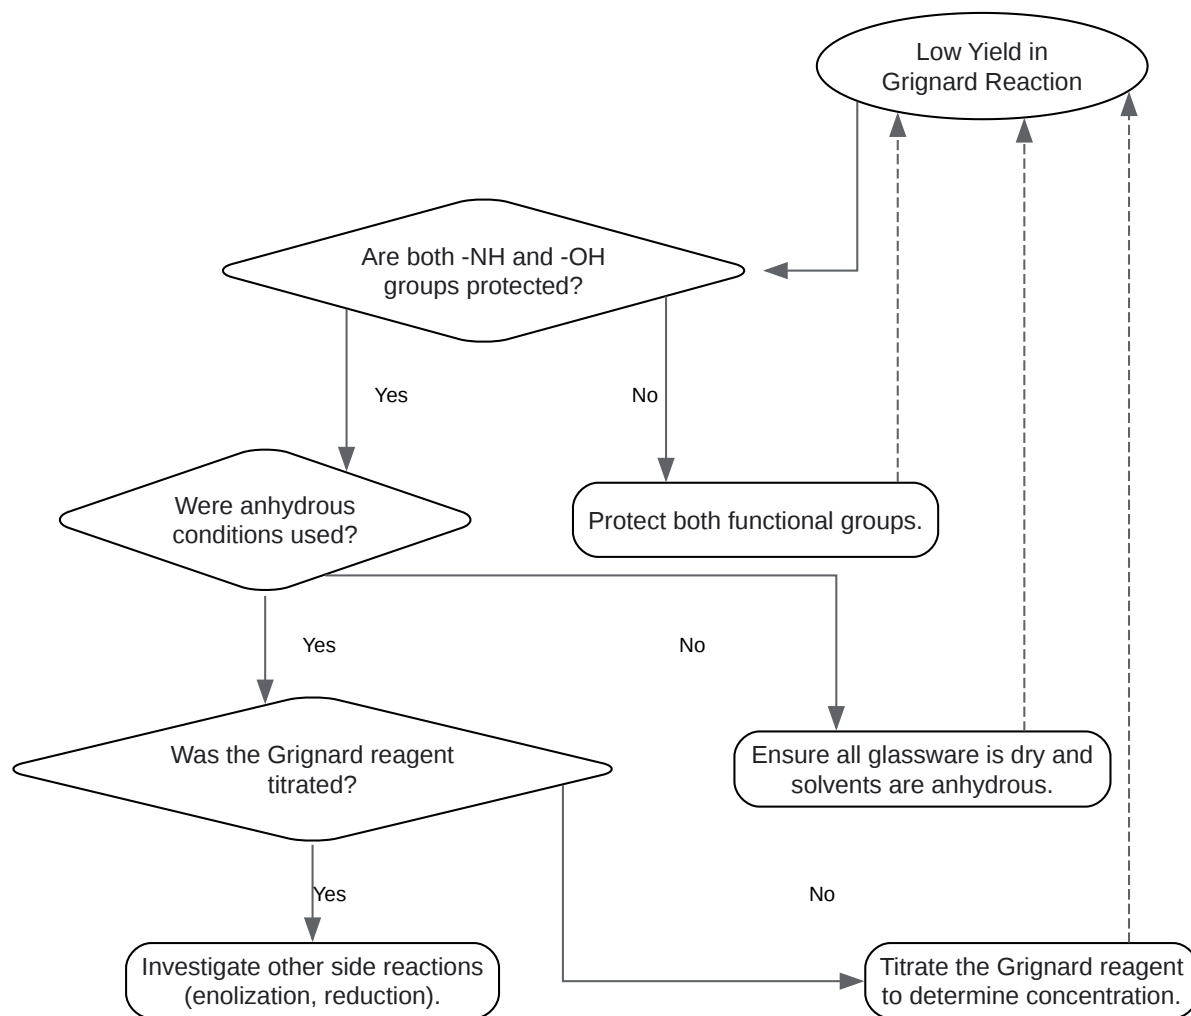 Low Yield in
Grignard Reaction
Are both -NH and -OH
groups protected?
Yes
No
Were anhydrous
conditions used?
Protect both functional groups.
Yes
No
Was the Grignard reagent
titrated?
Ensure all glassware is dry and
solvents are anhydrous.
Yes
No
Investigate other side reactions
(enolization, reduction).
Titrate the Grignard reagent
to determine concentration.